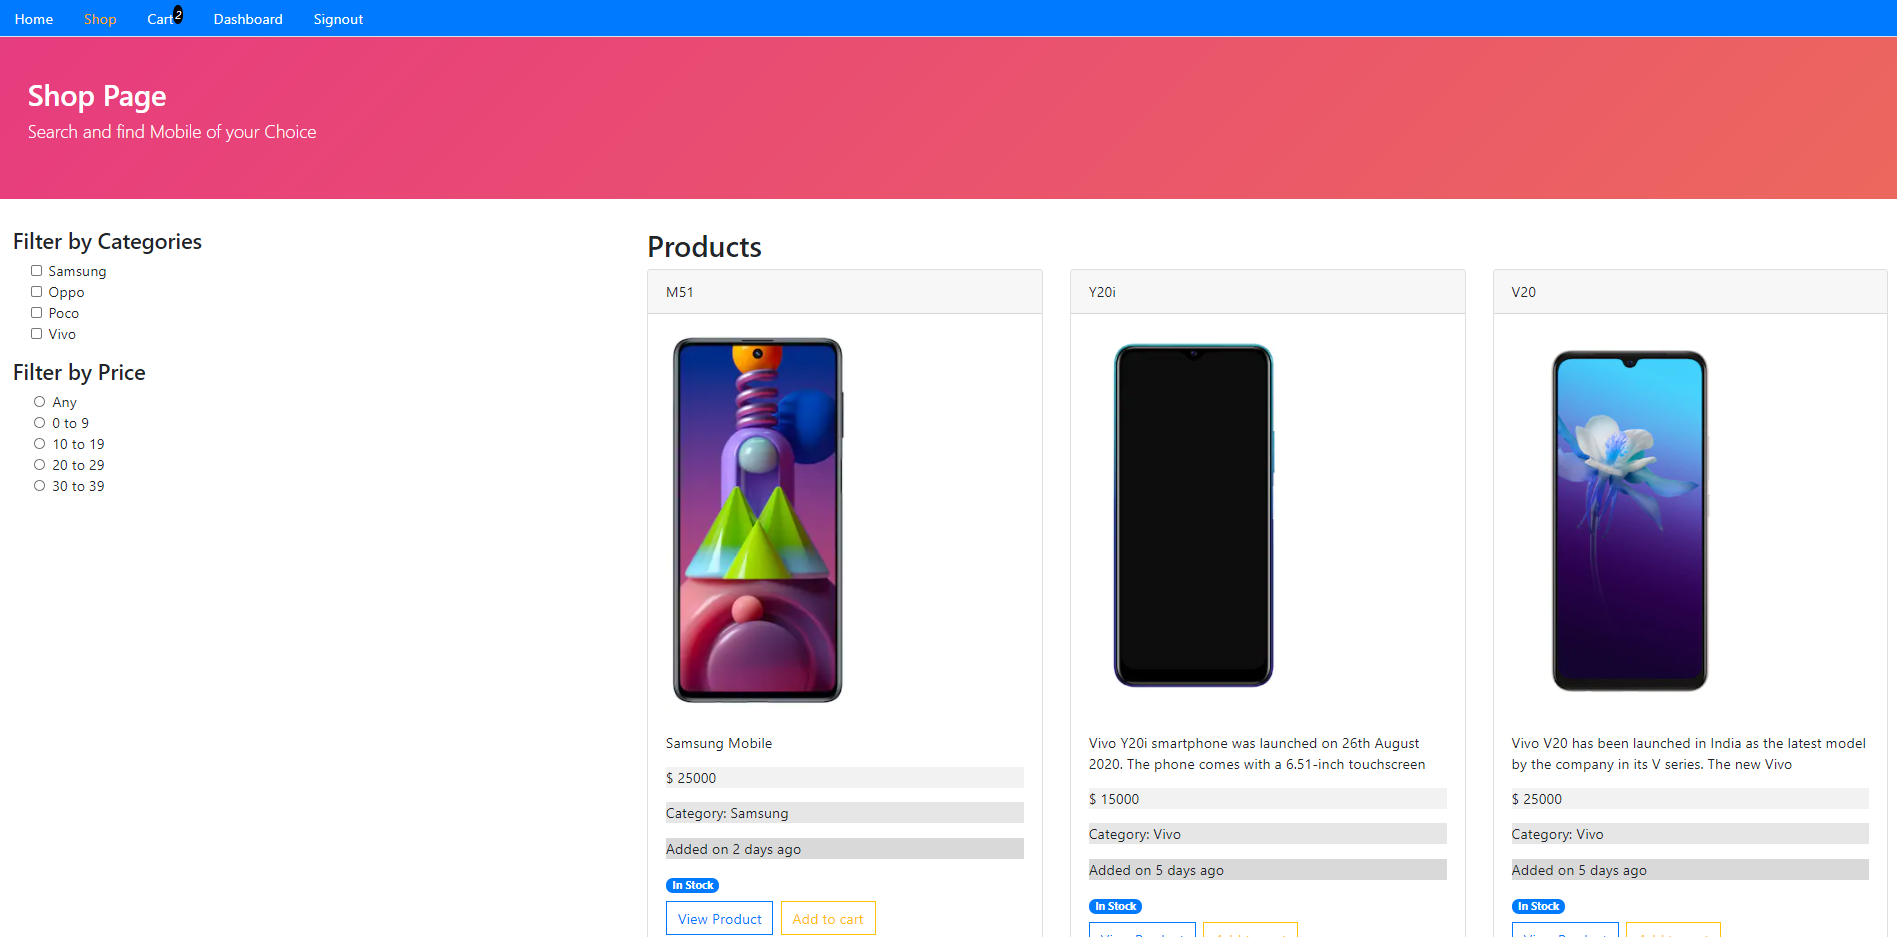 Home Shop Cart 2 Dashboard Signout
Shop Page
Search and find Mobile of your Choice
Filter by Categories
Samsung
Oppo
Poco
Vivo
Filter by Price
Any
0 to 9
10 to 19
20 to 29
30 to 39
Products
M51
Samsung Mobile
$ 25000
Category: Samsung
Added on 2 days ago
In Stock
View Product Add to cart
Y20i
Vivo Y20i smartphone was launched on 26th August
2020. The phone comes with a 6.51-inch touchscreen
$ 15000
Category: Vivo
Added on 5 days ago
In Stock
V20
Vivo V20 has been launched in India as the latest model
by the company in its V series. The new Vivo
$ 25000
Category: Vivo
Added on 5 days ago
In Stock